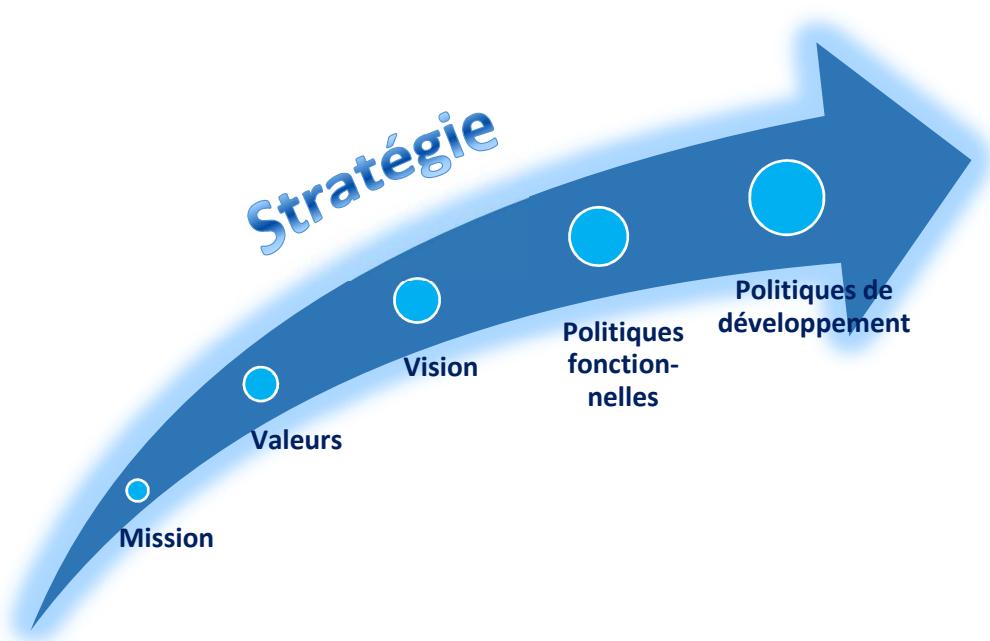 Stratégie
Mission
Valeurs
Vision
Politiques
fonction-
nelles
Politiques de
développement